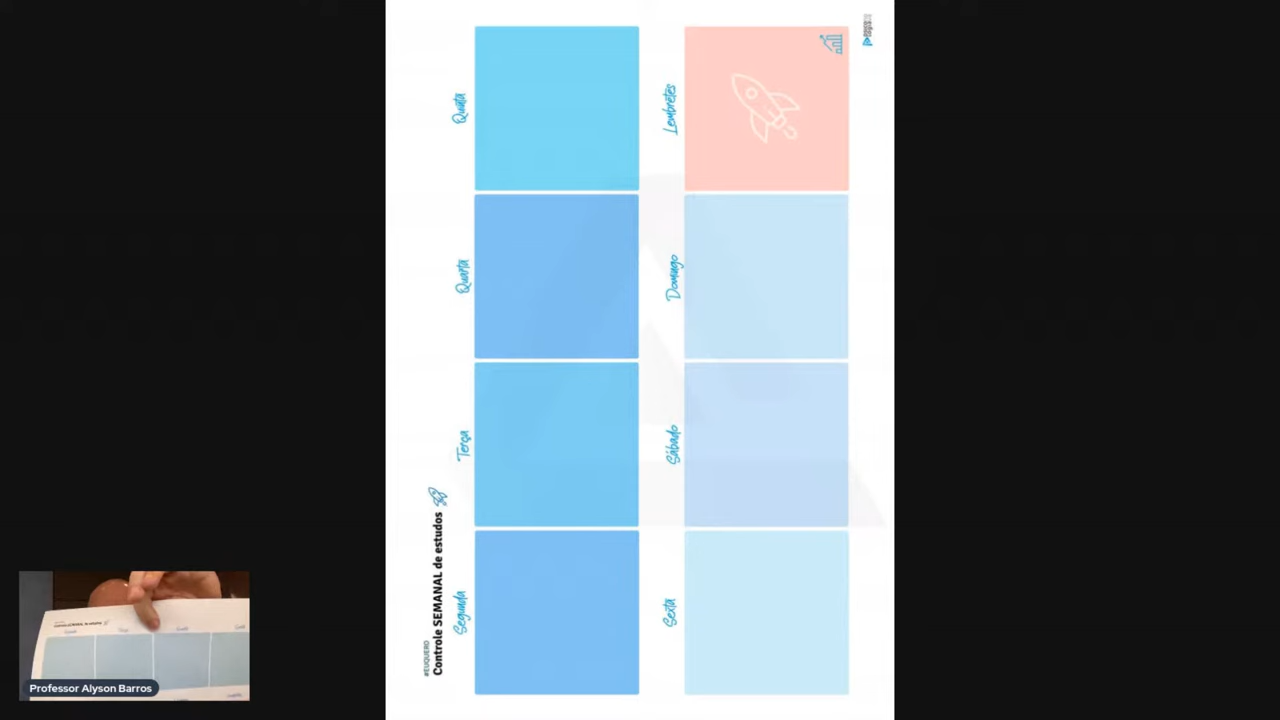 #EUQUERO
Controle SEMANAL de estudos
Segunda
Terça
Quarta
Quinta
Sexta
Sábado
Domingo
Lembretes
Professor Alyson Barros